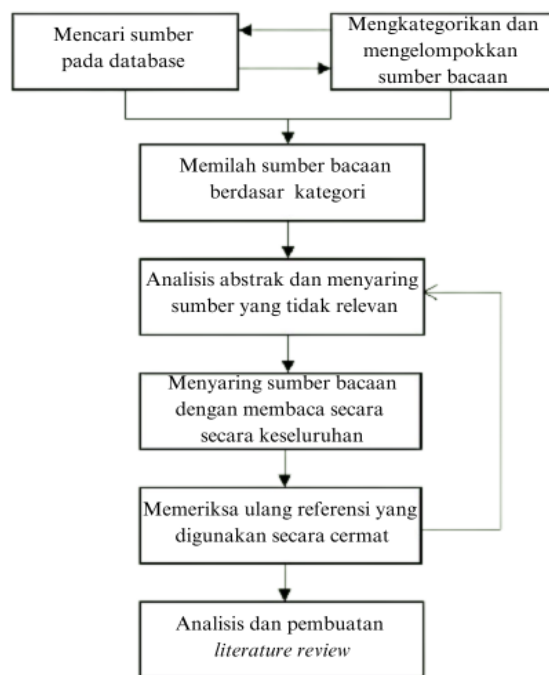 Mencari sumber
pada database
Mengkategorikan dan
mengelompokkan
sumber bacaan
Memilah sumber bacaan
berdasar kategori
Analisis abstrak dan menyaring
sumber yang tidak relevan
Menyaring sumber bacaan
dengan membaca secara
secara keseluruhan
Memeriksa ulang referensi yang
digunakan secara cermat
Analisis dan pembuatan
literature review